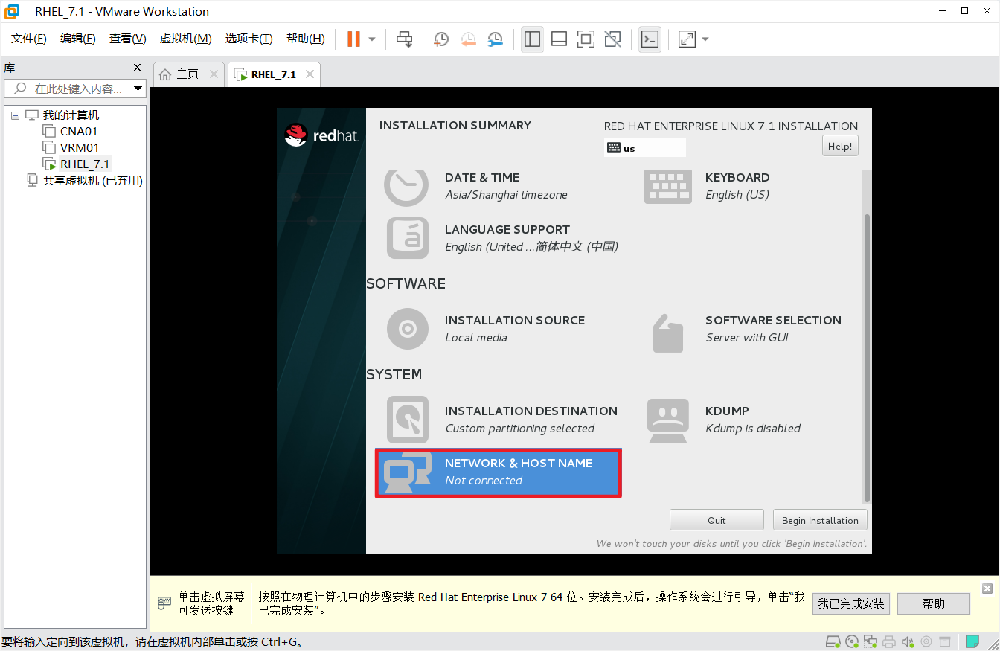 RHEL_7.1 - VMware Workstation
文件(F) 编辑(E) 查看(V) 虚拟机(M) 选项卡(T) 帮助(H)
库
在此处键入内容...
我的计算机
CNA01
VRM01
RHEL_7.1
共享虚拟机 (已弃用)
主页
RHEL_7.1
redhat.
INSTALLATION SUMMARY
RED HAT ENTERPRISE LINUX 7.1 INSTALLATION
us
Help!
DATE & TIME
Asia/Shanghai timezone
KEYBOARD
English (US)
LANGUAGE SUPPORT
English (United ...简体中文 (中国)
SOFTWARE
INSTALLATION SOURCE
Local media
SOFTWARE SELECTION
Server with GUI
SYSTEM
INSTALLATION DESTINATION
Custom partitioning selected
KDUMP
Kdump is disabled
NETWORK & HOST NAME
Not connected
Quit
Begin Installation
We won't touch your disks until you click 'Begin Installation'.
单击虚拟屏幕
可发送按键
按照在物理计算机中的步骤安装 Red Hat Enterprise Linux 7 64 位。安装完成后，操作系统会进行引导，单击“我
已完成安装”。
我已完成安装
帮助
要将输入定向到该虚拟机，请在虚拟机内部单击或按 Ctrl+G。